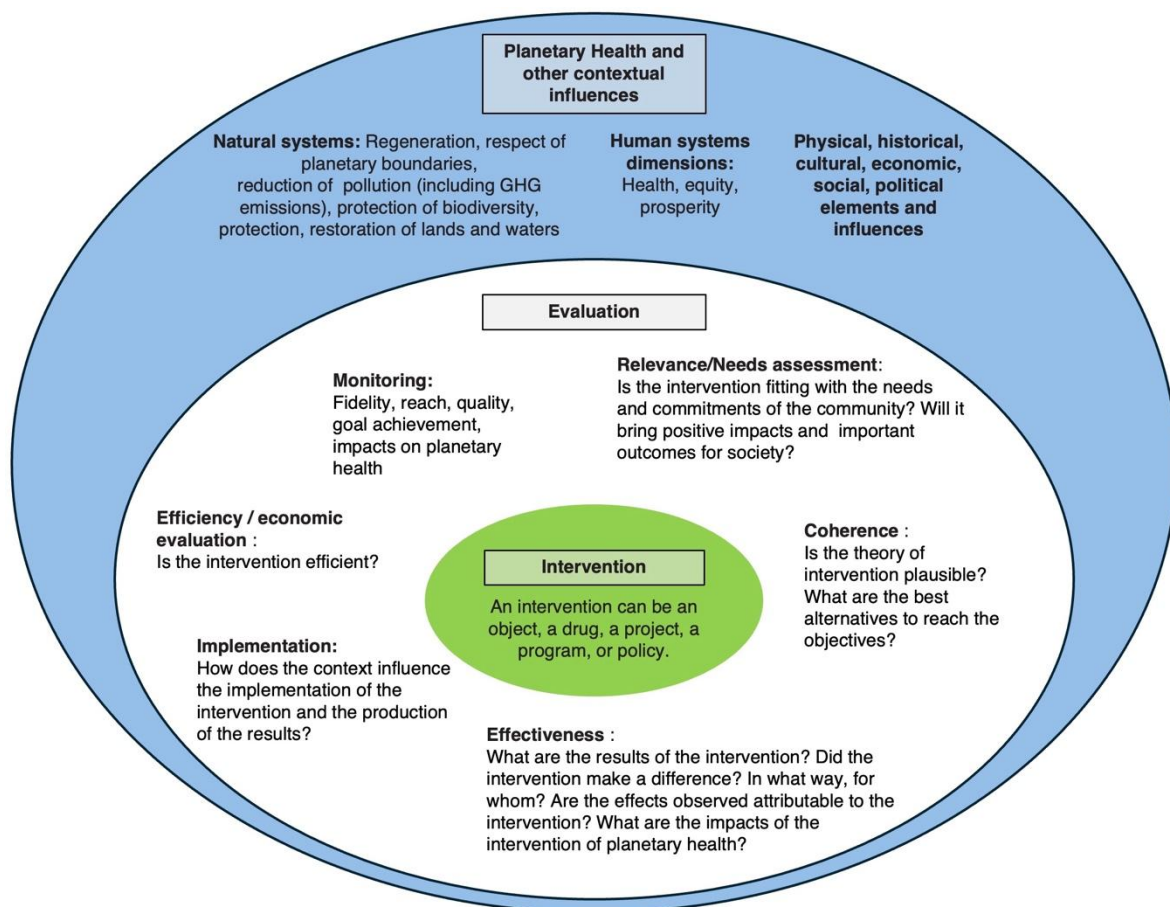 Planetary Health and
other contextual
influences
Natural systems: Regeneration, respect of
planetary boundaries,
reduction of pollution (including GHG
emissions), protection of biodiversity,
protection, restoration of lands and waters
Human systems
dimensions:
Health, equity,
prosperity
Physical, historical,
cultural, economic,
social, political
elements and
influences
Evaluation
Monitoring:
Fidelity, reach, quality,
goal achievement,
impacts on planetary
health
Relevance/Needs assessment:
Is the intervention fitting with the needs
and commitments of the community? Will it
bring positive impacts and important
outcomes for society?
Efficiency / economic
evaluation :
Is the intervention efficient?
Intervention
An intervention can be an
object, a drug, a project, a
program, or policy.
Coherence :
Is the theory of
intervention plausible?
What are the best
alternatives to reach the
objectives?
Implementation:
How does the context influence
the implementation of the
intervention and the production
of the results?
Effectiveness :
What are the results of the intervention? Did the
intervention make a difference? In what way, for
whom? Are the effects observed attributable to the
intervention? What are the impacts of the
intervention of planetary health?